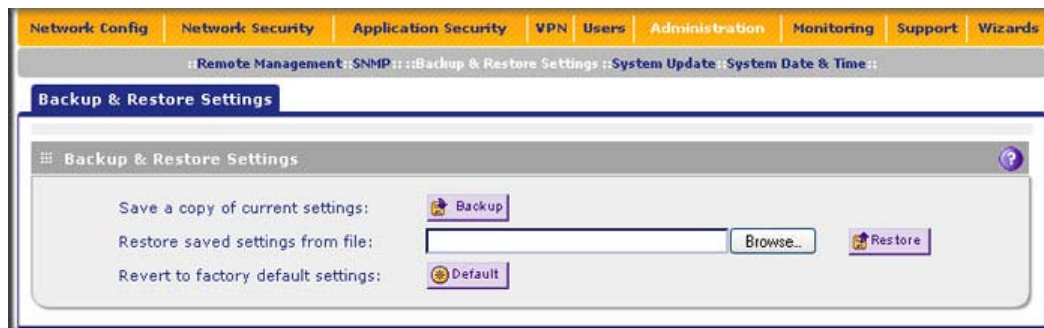 Network Config Network Security Application Security VPN Users Administration Monitoring Support Wizards
::Remote Management::SNMP:: ::Backup & Restore Settings::System Update::System Date & Time::
Backup & Restore Settings
Backup & Restore Settings ?
Save a copy of current settings: Backup
Restore saved settings from file: Browse... Restore
Revert to factory default settings: Default